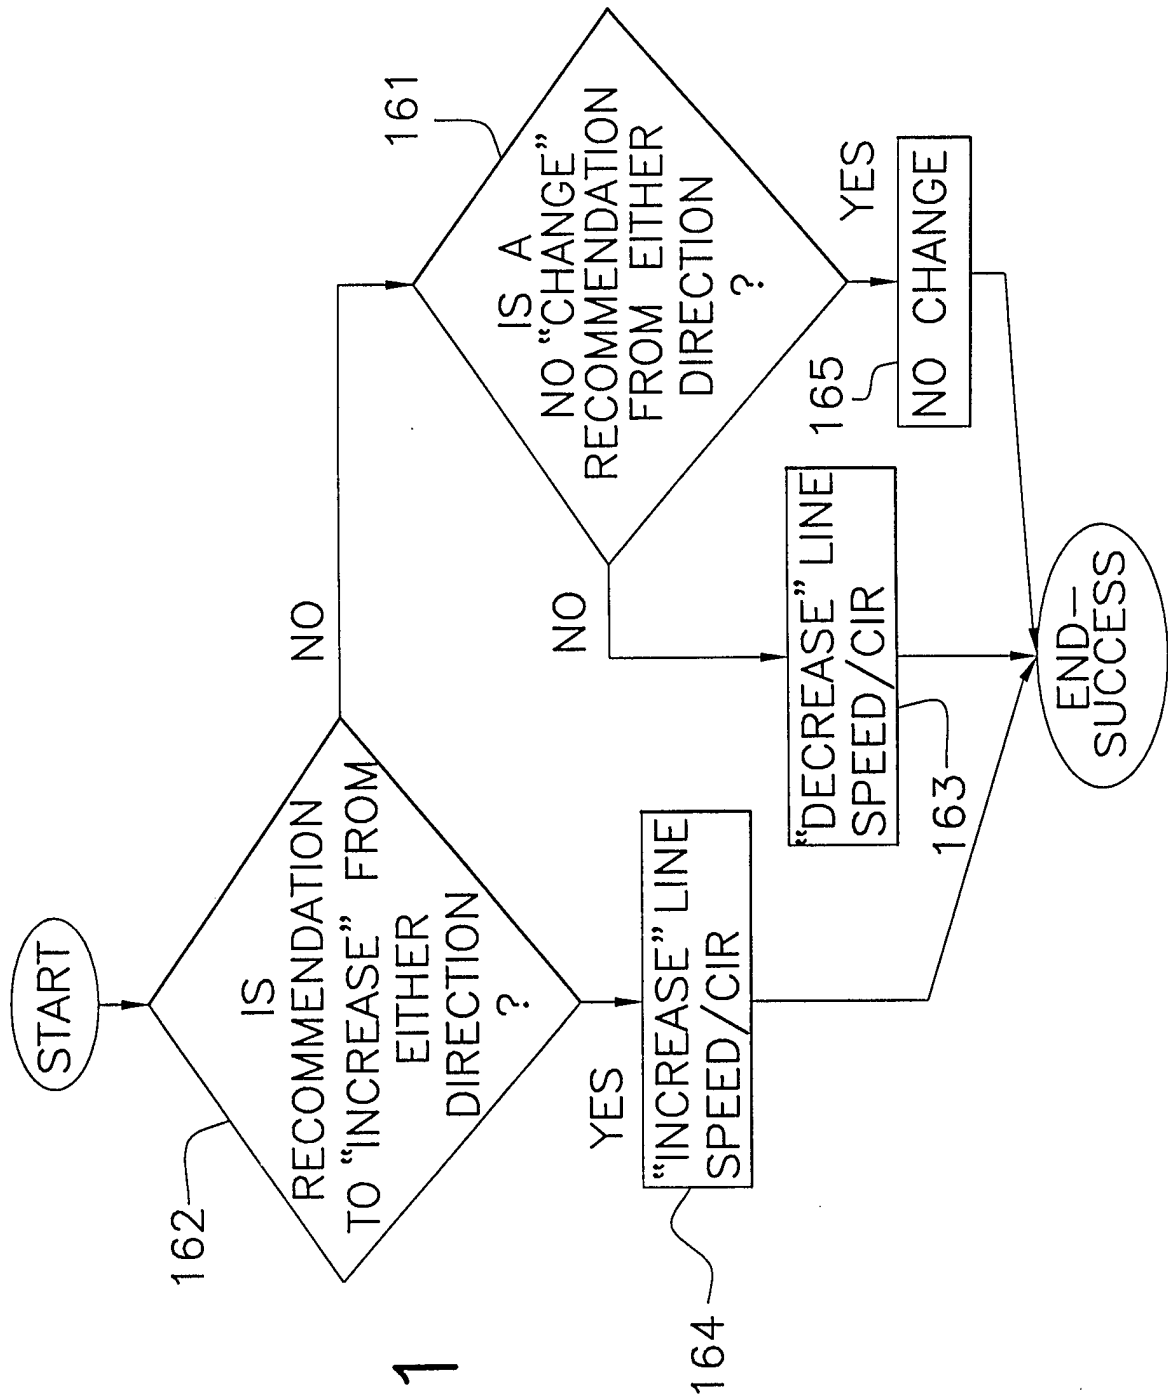 START
162
IS
RECOMMENDATION
TO “INCREASE” FROM
EITHER
DIRECTION
?
NO
YES
161
IS A
NO “CHANGE”
RECOMMENDATION
FROM EITHER
DIRECTION
?
NO
YES
164
“INCREASE” LINE
SPEED/CIR
“DECREASE” LINE
SPEED/CIR
163
165
NO CHANGE
END–
SUCCESS
1